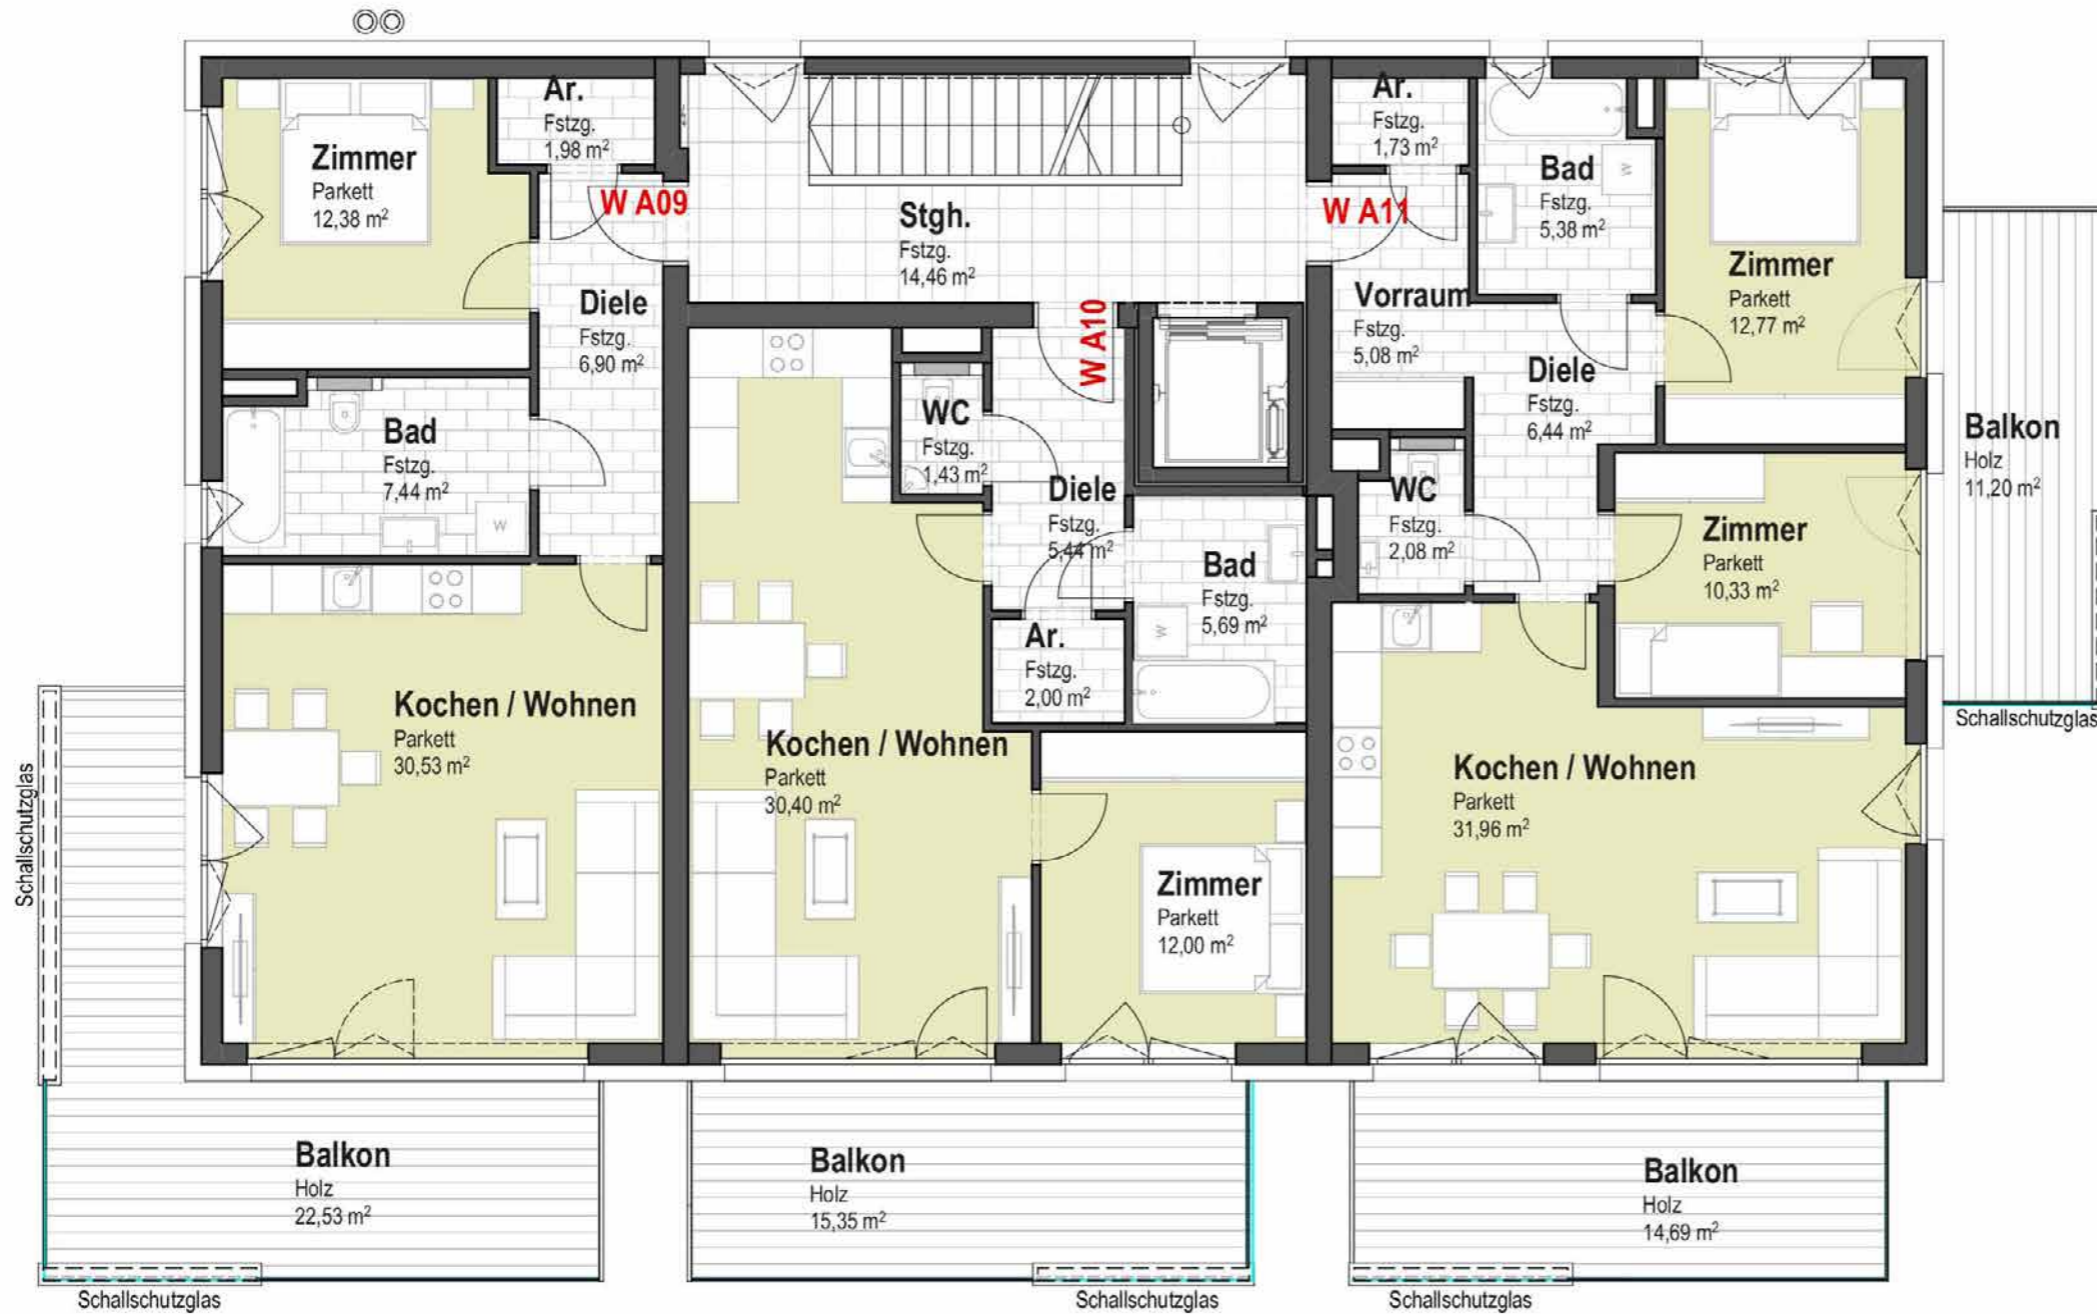 Ar.
Fstzg.
1,98 m²
Zimmer
Parkett
12,38 m²
W A09
Diele
Fstzg.
6,90 m²
Bad
Fstzg.
7,44 m²
W
Kochen / Wohnen
Parkett
30,53 m²
Schallschutzglas
Balkon
Holz
22,53 m²
Schallschutzglas
Stgh.
Fstzg.
14,46 m²
W A10
WC
Fstzg.
1,43 m²
Diele
Fstzg.
5,44 m²
Bad
Fstzg.
5,69 m²
W
Ar.
Fstzg.
2,00 m²
Kochen / Wohnen
Parkett
30,40 m²
Zimmer
Parkett
12,00 m²
Balkon
Holz
15,35 m²
Schallschutzglas
Ar.
Fstzg.
1,73 m²
W A11
Bad
Fstzg.
5,38 m²
W
Zimmer
Parkett
12,77 m²
Vorraum
Fstzg.
5,08 m²
Diele
Fstzg.
6,44 m²
Balkon
Holz
11,20 m²
WC
Fstzg.
2,08 m²
Zimmer
Parkett
10,33 m²
Schallschutzglas
Kochen / Wohnen
Parkett
31,96 m²
Balkon
Holz
14,69 m²
Schallschutzglas